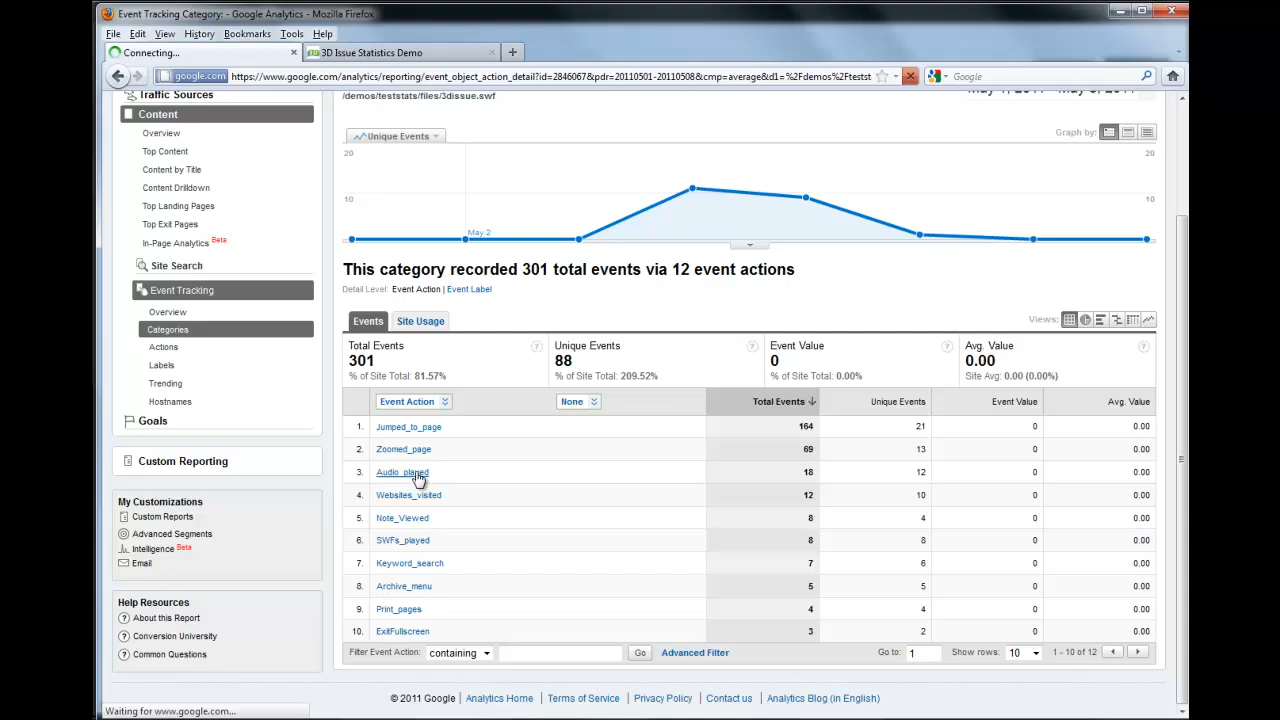 Event Tracking Category: - Google Analytics - Mozilla Firefox
File Edit View History Bookmarks Tools Help
Connecting...
3D Issue Statistics Demo
google.com https://www.google.com/analytics/reporting/event_object_action_detail?id=2846067&pdr=20110501-20110508&cmp=average&d1=%2Fdemos%2Ftestst
Google
Traffic Sources
Content
Overview
Top Content
Content by Title
Content Drilldown
Top Landing Pages
Top Exit Pages
In-Page Analytics Beta
Site Search
Event Tracking
Overview
Categories
Actions
Labels
Trending
Hostnames
Goals
Custom Reporting
My Customizations
Custom Reports
Advanced Segments
Intelligence Beta
Email
Help Resources
About this Report
Conversion University
Common Questions
/demos/teststats/files/3dissue.swf
Unique Events
Graph by:
20 20
10 10
May 2
This category recorded 301 total events via 12 event actions
Detail Level: Event Action | Event Label
Events Site Usage
Views:
Total Events Unique Events Event Value Avg. Value
301 88 0 0.00
% of Site Total: 81.57% % of Site Total: 209.52% % of Site Total: 0.00% Site Avg: 0.00 (0.00%)
Event Action None Total Events Unique Events Event Value Avg. Value
1. Jumped_to_page 164 21 0 0.00
2. Zoomed_page 69 13 0 0.00
3. Audio_played 18 12 0 0.00
4. Websites_visited 12 10 0 0.00
5. Note_Viewed 8 4 0 0.00
6. SWFs_played 8 8 0 0.00
7. Keyword_search 7 6 0 0.00
8. Archive_menu 5 5 0 0.00
9. Print_pages 4 4 0 0.00
10. ExitFullscreen 3 2 0 0.00
Filter Event Action: containing Go Advanced Filter Go to: 1 Show rows: 10 1 - 10 of 12
© 2011 Google | Analytics Home | Terms of Service | Privacy Policy | Contact us | Analytics Blog (in English)
Waiting for www.google.com...